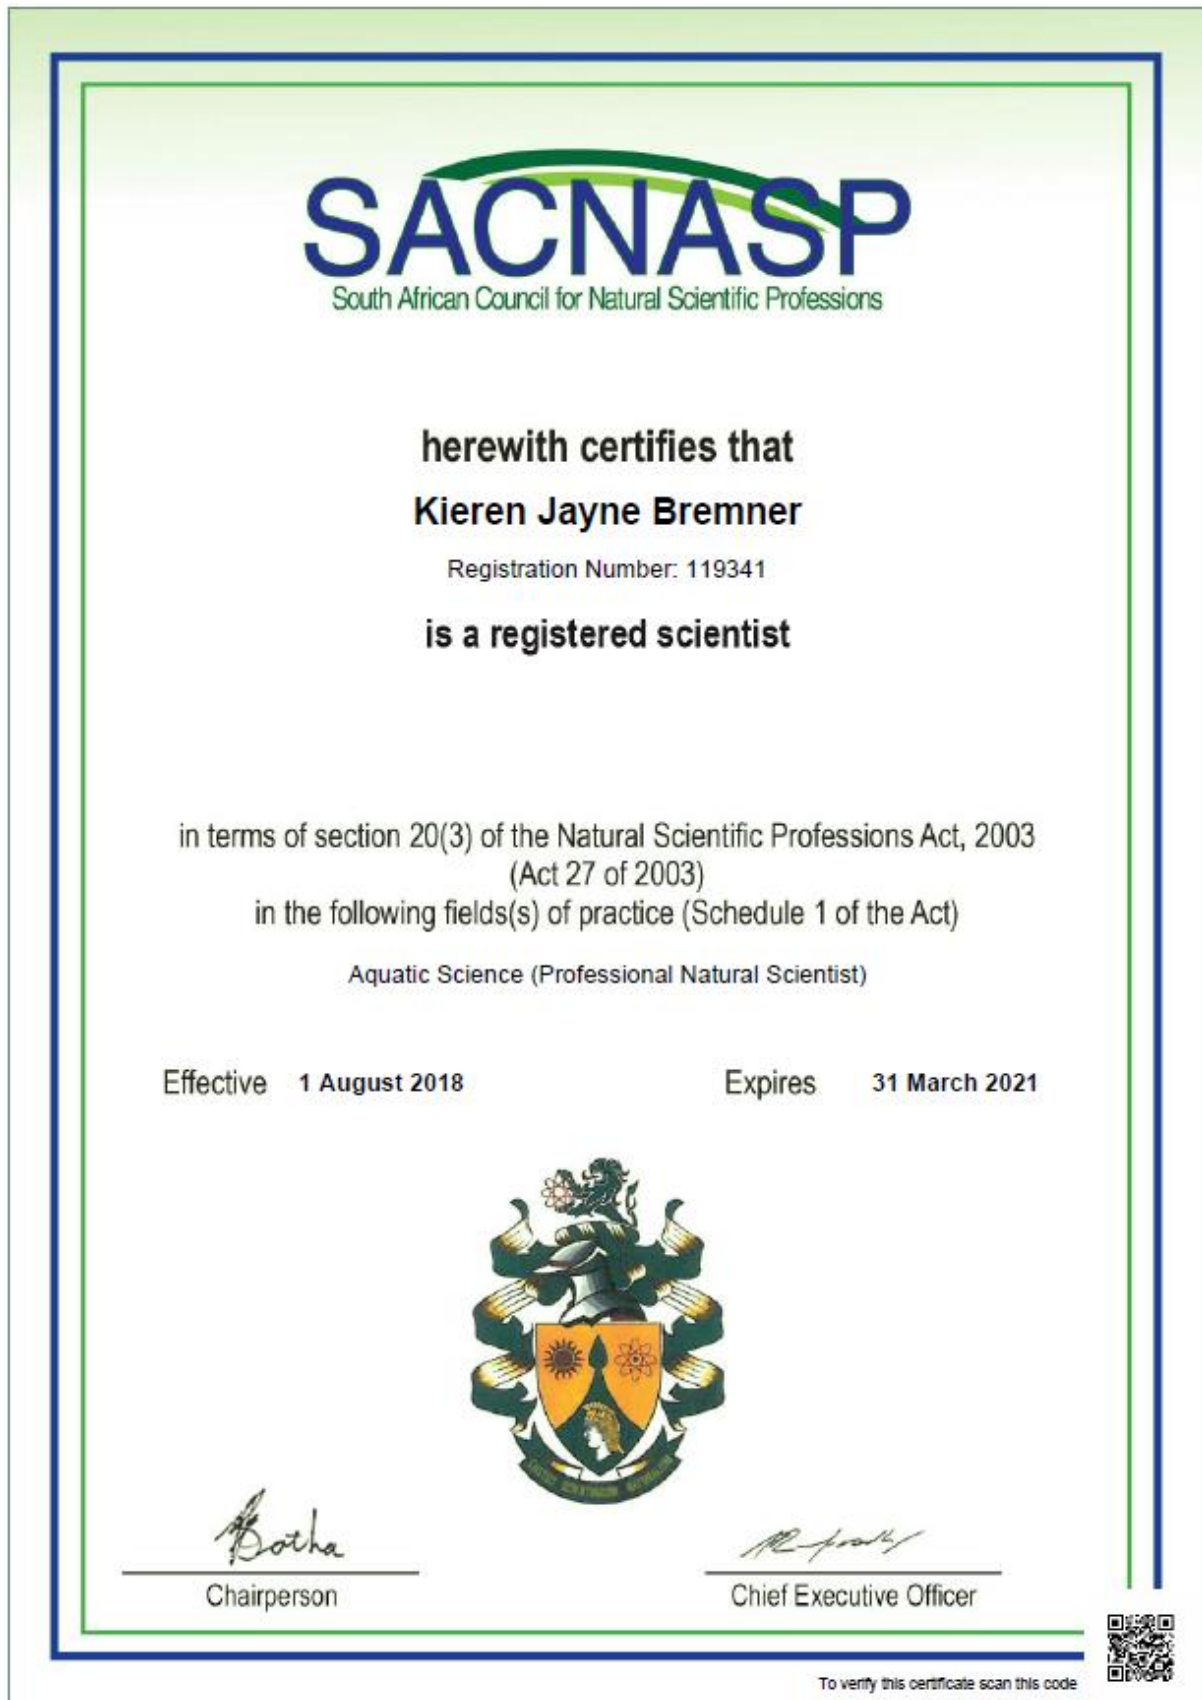 SACNASP
South African Council for Natural Scientific Professions
herewith certifies that
Kieren Jayne Bremner
Registration Number: 119341
is a registered scientist
in terms of section 20(3) of the Natural Scientific Professions Act, 2003
(Act 27 of 2003)
in the following fields(s) of practice (Schedule 1 of the Act)
Aquatic Science (Professional Natural Scientist)
Effective 1 August 2018 Expires 31 March 2021
Botha
Chairperson Chief Executive Officer
To verify this certificate scan this code